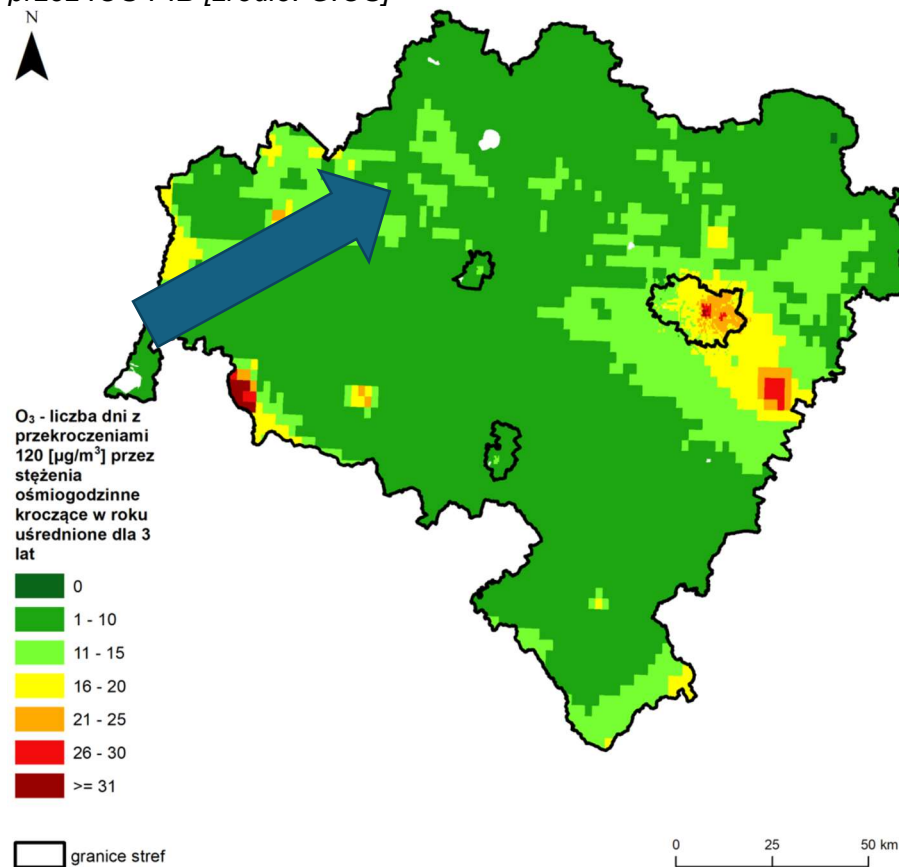 N
O₃ - liczba dni z
przekroczeniami
120 [µg/m³] przez
stężenia
ośmiogodzinne
kroczące w roku
uśrednione dla 3
lat
0
1 - 10
11 - 15
16 - 20
21 - 25
26 - 30
>= 31
granice stref
0 25 50 km